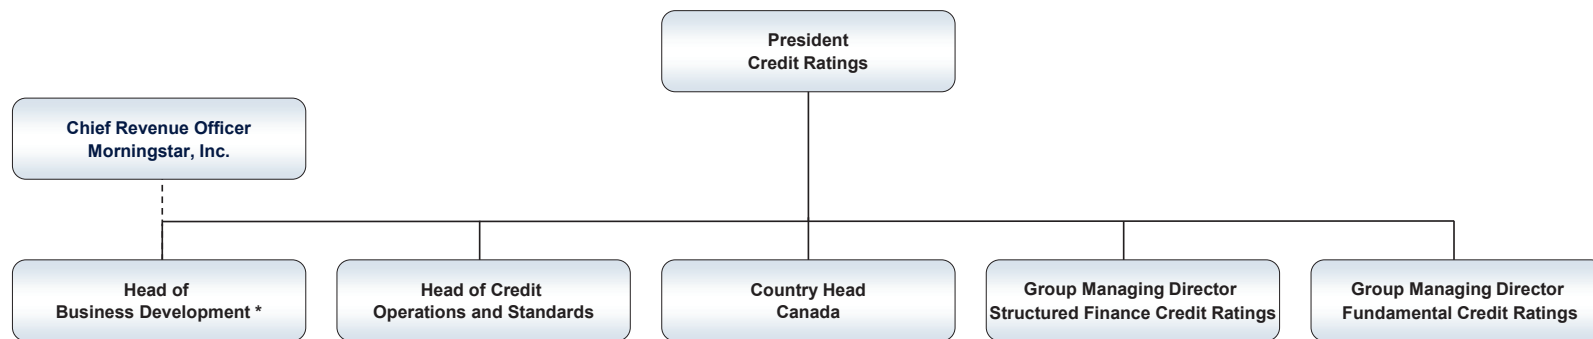 President
Credit Ratings
Chief Revenue Officer
Morningstar, Inc.
Head of
Business Development *
Head of Credit
Operations and Standards
Country Head
Canada
Group Managing Director
Structured Finance Credit Ratings
Group Managing Director
Fundamental Credit Ratings